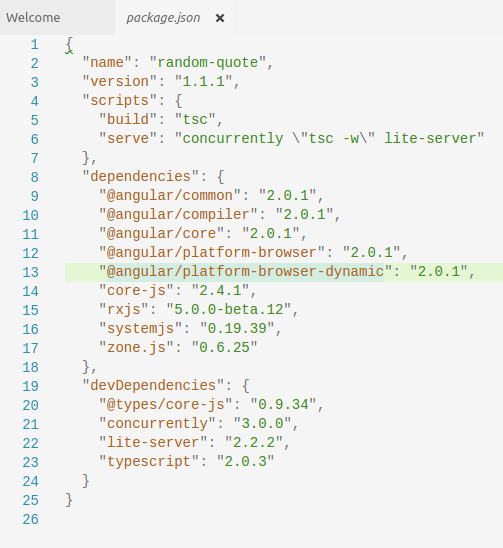 Welcome package.json ×
1 {
2   "name": "random-quote",
3   "version": "1.1.1",
4   "scripts": {
5     "build": "tsc",
6     "serve": "concurrently \"tsc -w\" lite-server"
7   },
8   "dependencies": {
9     "@angular/common": "2.0.1",
10     "@angular/compiler": "2.0.1",
11     "@angular/core": "2.0.1",
12     "@angular/platform-browser": "2.0.1",
13     "@angular/platform-browser-dynamic": "2.0.1",
14     "core-js": "2.4.1",
15     "rxjs": "5.0.0-beta.12",
16     "systemjs": "0.19.39",
17     "zone.js": "0.6.25"
18   },
19   "devDependencies": {
20     "@types/core-js": "0.9.34",
21     "concurrently": "3.0.0",
22     "lite-server": "2.2.2",
23     "typescript": "2.0.3"
24   }
25 }
26